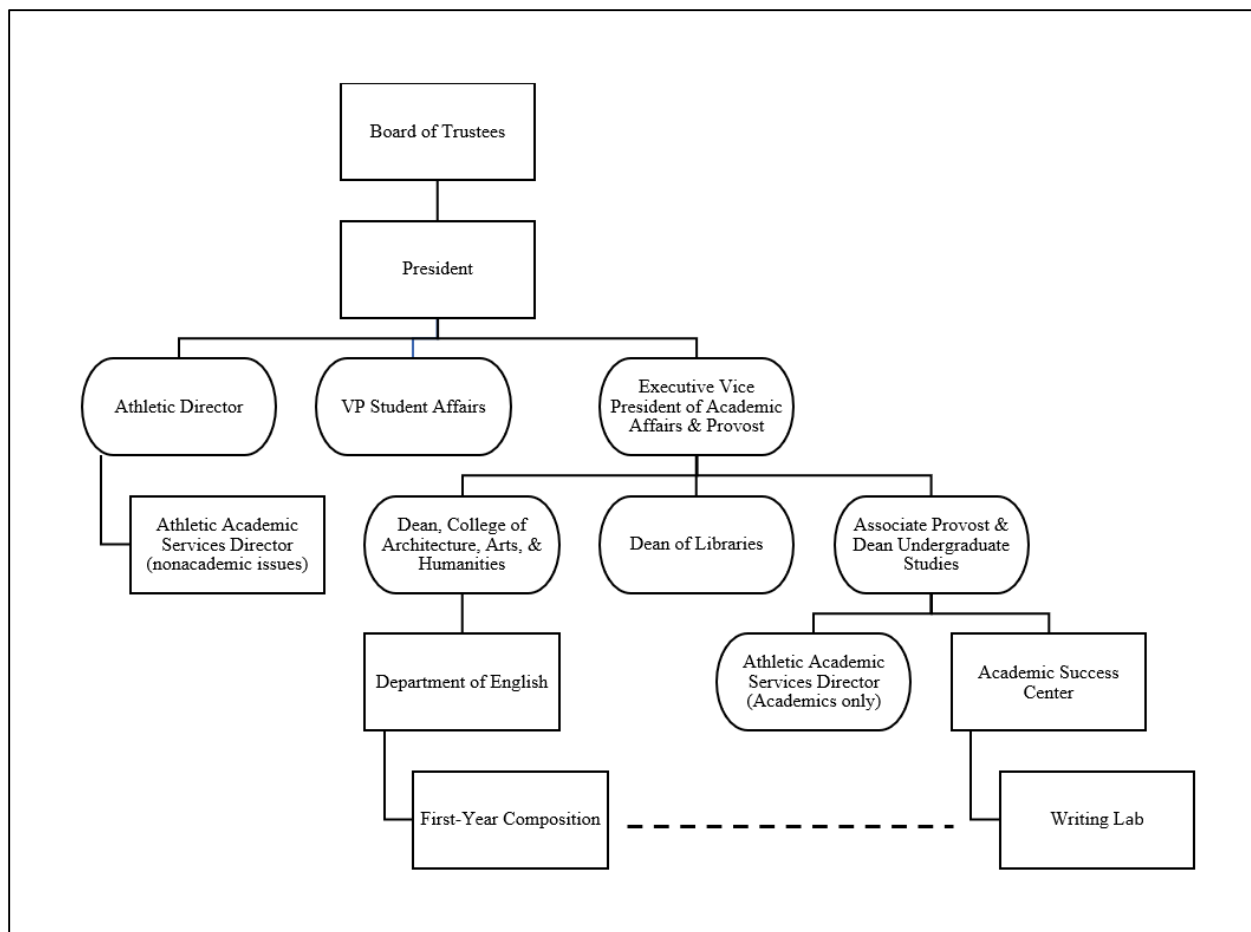 Board of Trustees
President
Athletic Director
VP Student Affairs
Executive Vice
President of Academic
Affairs & Provost
Athletic Academic
Services Director
(nonacademic issues)
Dean, College of
Architecture, Arts, &
Humanities
Dean of Libraries
Associate Provost &
Dean Undergraduate
Studies
Department of English
Athletic Academic
Services Director
(Academics only)
Academic Success
Center
First-Year Composition
Writing Lab